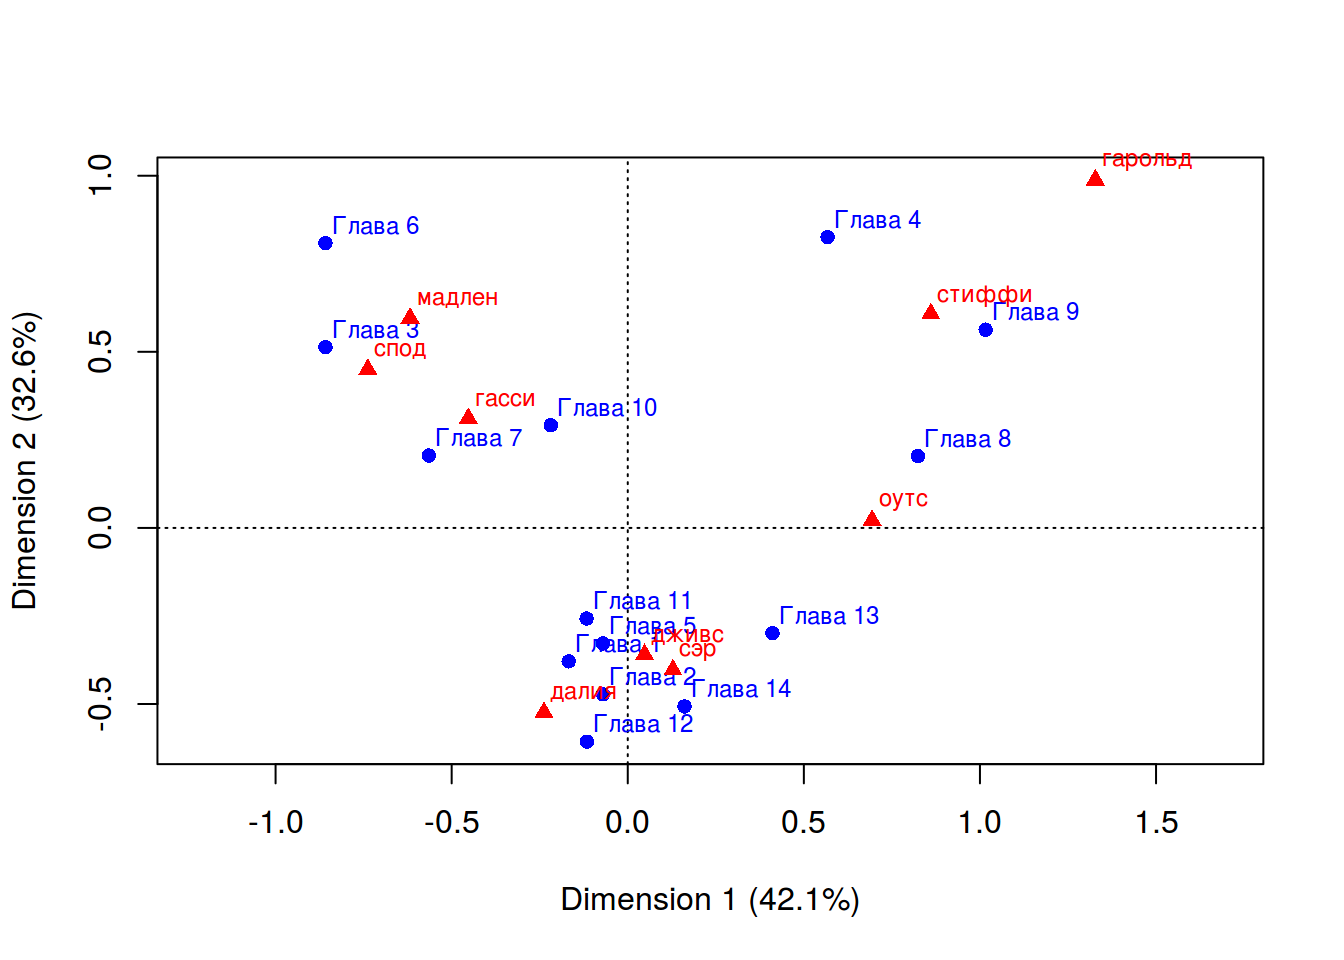 гарольд
Глава 6
Глава 4
мадлен
стиффи
Глава 9
Глава 3
спод
гасси
Глава 10
Глава 7
Глава 8
оутс
Глава 11
Глава 13
Глава 5
дживс
Глава 1
сэр
Глава 2
далия
Глава 14
Глава 12
1.0
0.5
0.0
-0.5
Dimension 2 (32.6%)
-1.0 -0.5 0.0 0.5 1.0 1.5
Dimension 1 (42.1%)